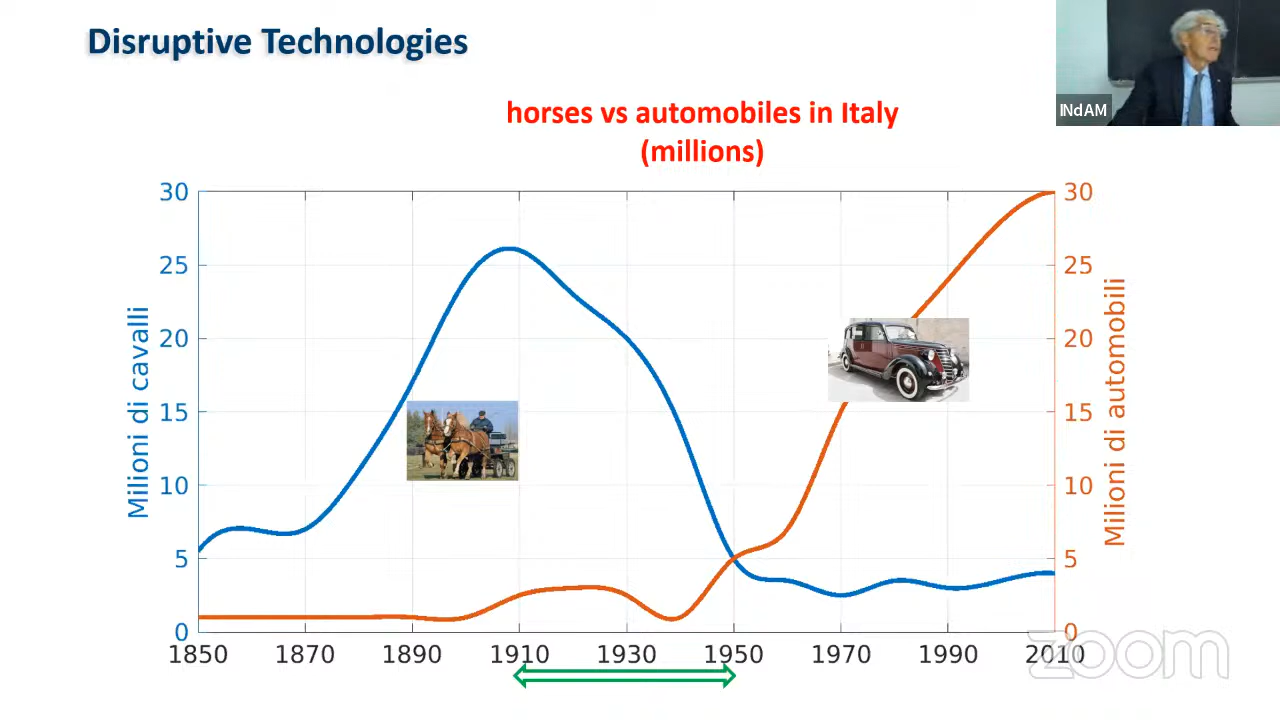 Disruptive Technologies
INdAM
horses vs automobiles in Italy
(millions)
30
25
20
15
10
5
0
Milioni di cavalli
30
25
20
15
10
5
0
Milioni di automobili
1850 1870 1890 1910 1930 1950 1970 1990 2010
zoom